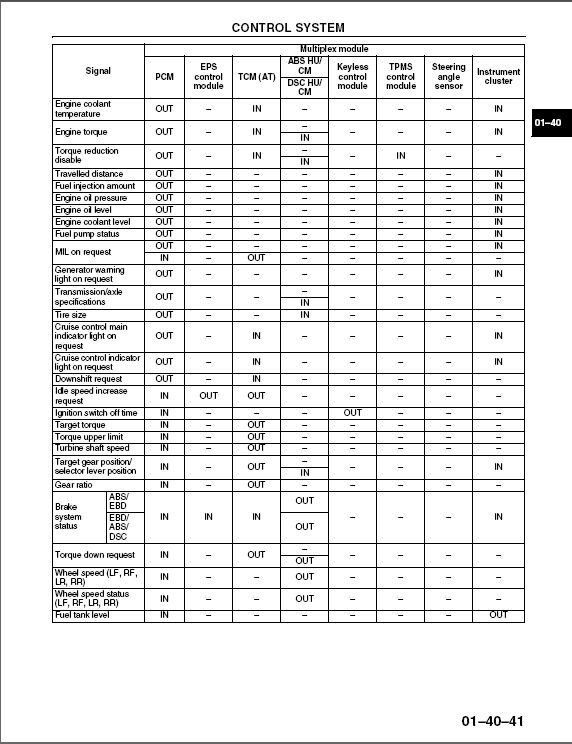 CONTROL SYSTEM
Signal
Multiplex module
PCM
EPS control module
TCM (AT)
ABS HU/ CM
DSC HU/ CM
Keyless control module
TPMS control module
Steering angle sensor
Instrument cluster
Engine coolant temperature OUT – IN – – – – IN
Engine torque OUT – IN – IN – – – IN
Torque reduction disable OUT – IN – IN – IN – –
Travelled distance OUT – – – – – – IN
Fuel injection amount OUT – – – – – – IN
Engine oil pressure OUT – – – – – – IN
Engine oil level OUT – – – – – – IN
Engine coolant level OUT – – – – – – IN
Fuel pump status OUT – – – – – – IN
MIL on request OUT – – – – – – IN
IN – OUT – – – – –
Generator warning light on request OUT – – – – – – IN
Transmission/axle specifications OUT – – – IN – – – –
Tire size OUT – – IN – – – –
Cruise control main indicator light on request OUT – IN – – – – IN
Cruise control indicator light on request OUT – IN – – – – IN
Downshift request OUT – IN – – – – –
Idle speed increase request IN OUT OUT – – – – –
Ignition switch off time IN – – – OUT – – –
Target torque IN – OUT – – – – –
Torque upper limit IN – OUT – – – – –
Turbine shaft speed IN – OUT – – – – –
Target gear position/ selector lever position IN – OUT – IN – – – IN
Gear ratio IN – OUT – – – – –
Brake system status ABS/ EBD EBD/ ABS/ DSC IN IN IN OUT OUT – – – IN
Torque down request IN – OUT – OUT – – – –
Wheel speed (LF, RF, LR, RR) IN – – OUT – – – –
Wheel speed status (LF, RF, LR, RR) IN – – OUT – – – –
Fuel tank level IN – – – – – – OUT
01–40
01–40–41